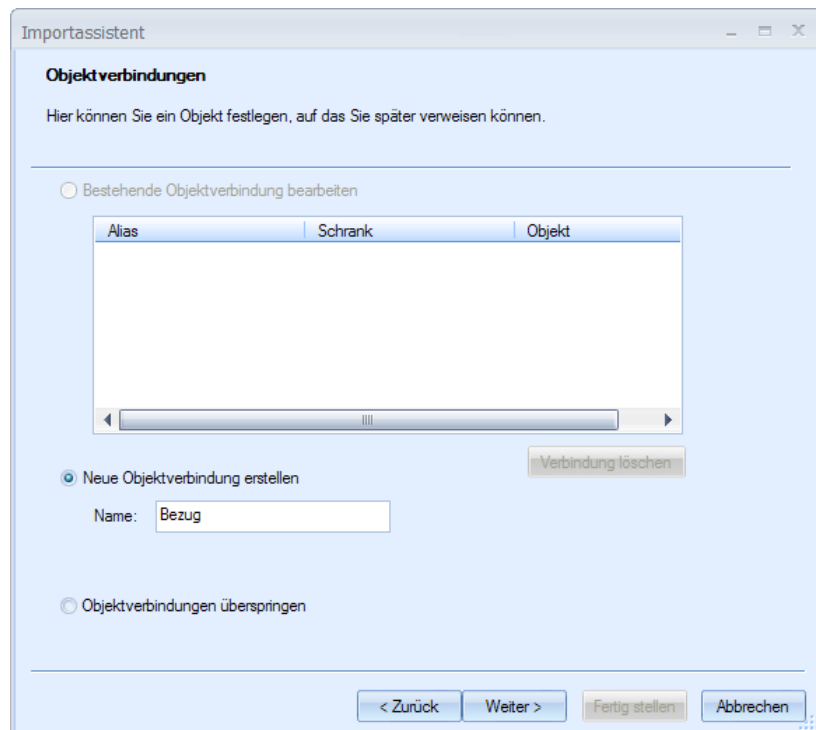 Importassistent
Objektverbindungen
Hier können Sie ein Objekt festlegen, auf das Sie später verweisen können.
Bestehende Objektverbindung bearbeiten
Alias Schrank Objekt
Verbindung löschen
Neue Objektverbindung erstellen
Name: Bezug
Objektverbindungen überspringen
< Zurück Weiter > Fertig stellen Abbrechen